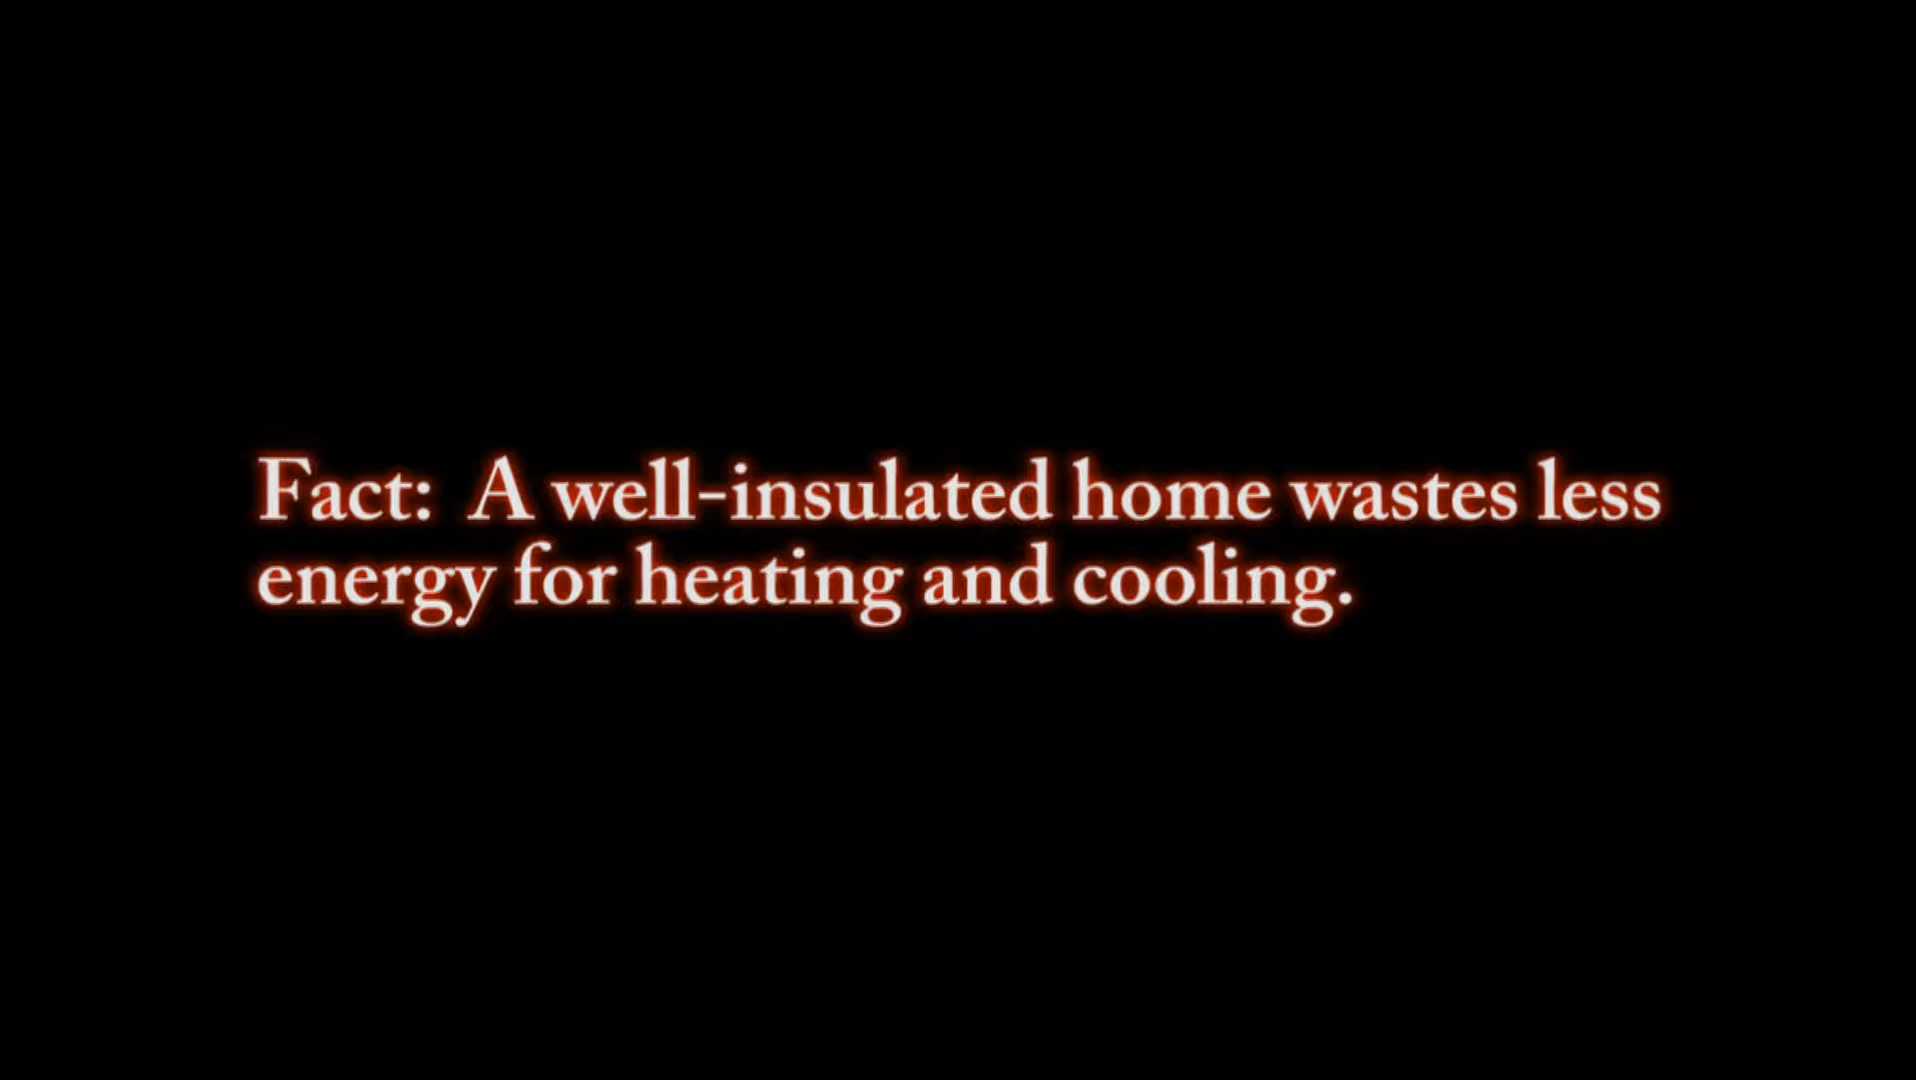 Fact:  A well-insulated home wastes less
energy for heating and cooling.